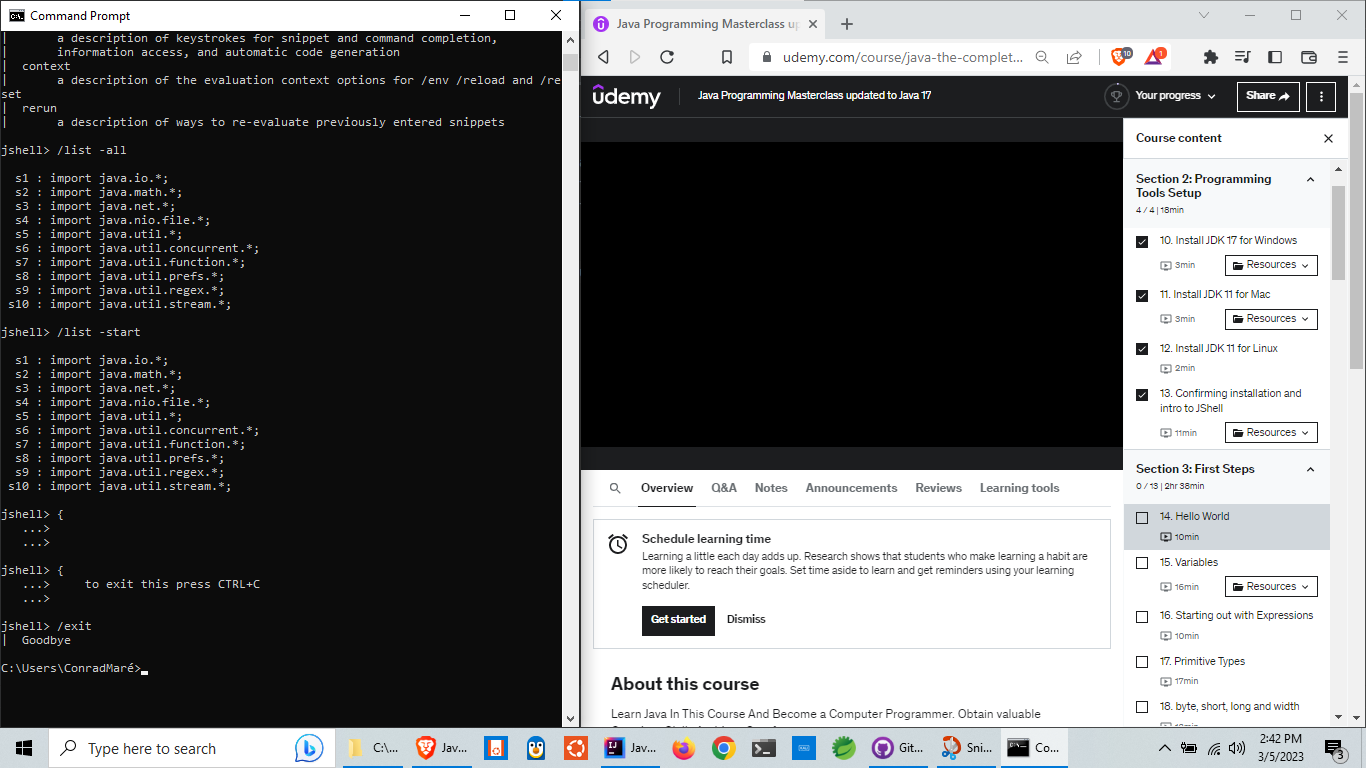 Command Prompt
| a description of keystrokes for snippet and command completion,
| information access, and automatic code generation
| context
| a description of the evaluation context options for /env /reload and /re
set
| rerun
| a description of ways to re-evaluate previously entered snippets
jshell> /list -all
s1 : import java.io.*;
s2 : import java.math.*;
s3 : import java.net.*;
s4 : import java.nio.file.*;
s5 : import java.util.*;
s6 : import java.util.concurrent.*;
s7 : import java.util.function.*;
s8 : import java.util.prefs.*;
s9 : import java.util.regex.*;
s10 : import java.util.stream.*;
jshell> /list -start
s1 : import java.io.*;
s2 : import java.math.*;
s3 : import java.net.*;
s4 : import java.nio.file.*;
s5 : import java.util.*;
s6 : import java.util.concurrent.*;
s7 : import java.util.function.*;
s8 : import java.util.prefs.*;
s9 : import java.util.regex.*;
s10 : import java.util.stream.*;
jshell> {
...>
...>
jshell> {
...> to exit this press CTRL+C
...>
jshell> /exit
| Goodbye
C:\Users\ConradMaré>
Java Programming Masterclass up
udemy.com/course/java-the-complet...
10
1
udemy
Java Programming Masterclass updated to Java 17
Your progress
Share
Course content
Section 2: Programming
Tools Setup
4 / 4 | 18min
10. Install JDK 17 for Windows
3min
Resources
11. Install JDK 11 for Mac
3min
Resources
12. Install JDK 11 for Linux
2min
13. Confirming installation and
intro to JShell
11min
Resources
Section 3: First Steps
0 / 13 | 2hr 38min
14. Hello World
10min
15. Variables
16min
Resources
16. Starting out with Expressions
10min
17. Primitive Types
17min
18. byte, short, long and width
Overview
Q&A
Notes
Announcements
Reviews
Learning tools
Schedule learning time
Learning a little each day adds up. Research shows that students who make learning a habit are
more likely to reach their goals. Set time aside to learn and get reminders using your learning
scheduler.
Get started
Dismiss
About this course
Learn Java In This Course And Become a Computer Programmer. Obtain valuable
Type here to search
C:\...
Jav...
Jav...
Git...
Sni...
Co...
2:42 PM
3/5/2023
3